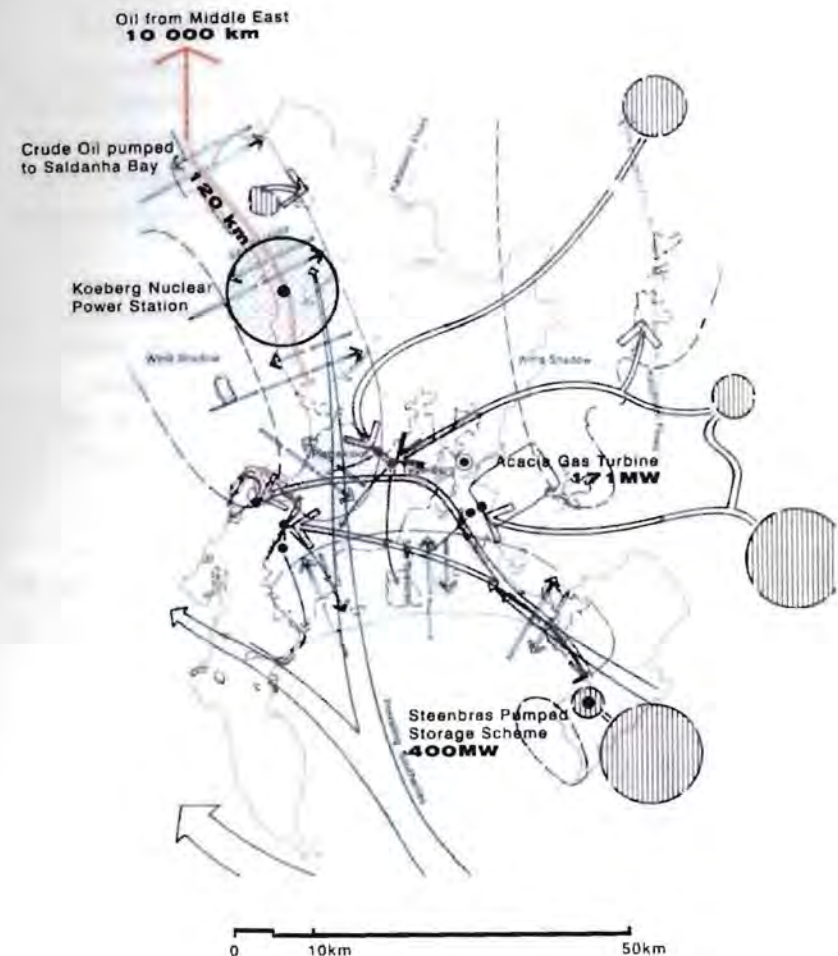 Oil from Middle East
10 000 km
Crude Oil pumped
to Saldanha Bay
120 km
Koeberg Nuclear
Power Station
Wind Shadow
Wind Shadow
Acacia Gas Turbine
171MW
Steenbras Pumped
Storage Scheme
400MW
0 10km 50km